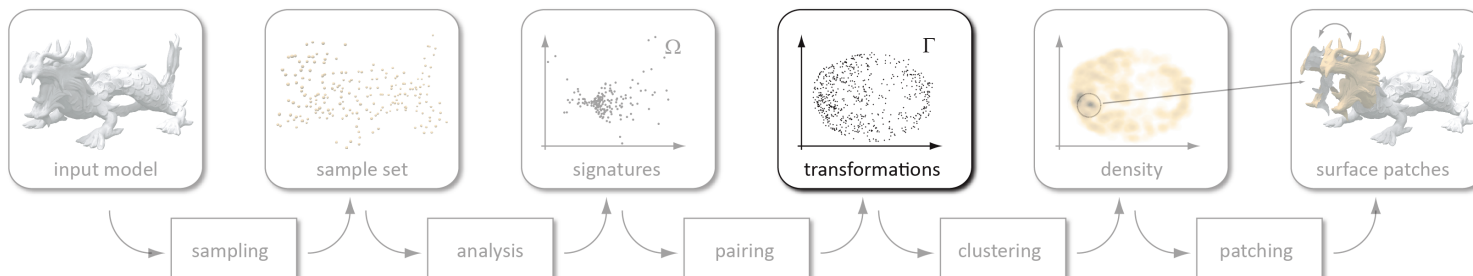 Ω
Γ
input model
sample set
signatures
transformations
density
surface patches
sampling
analysis
pairing
clustering
patching